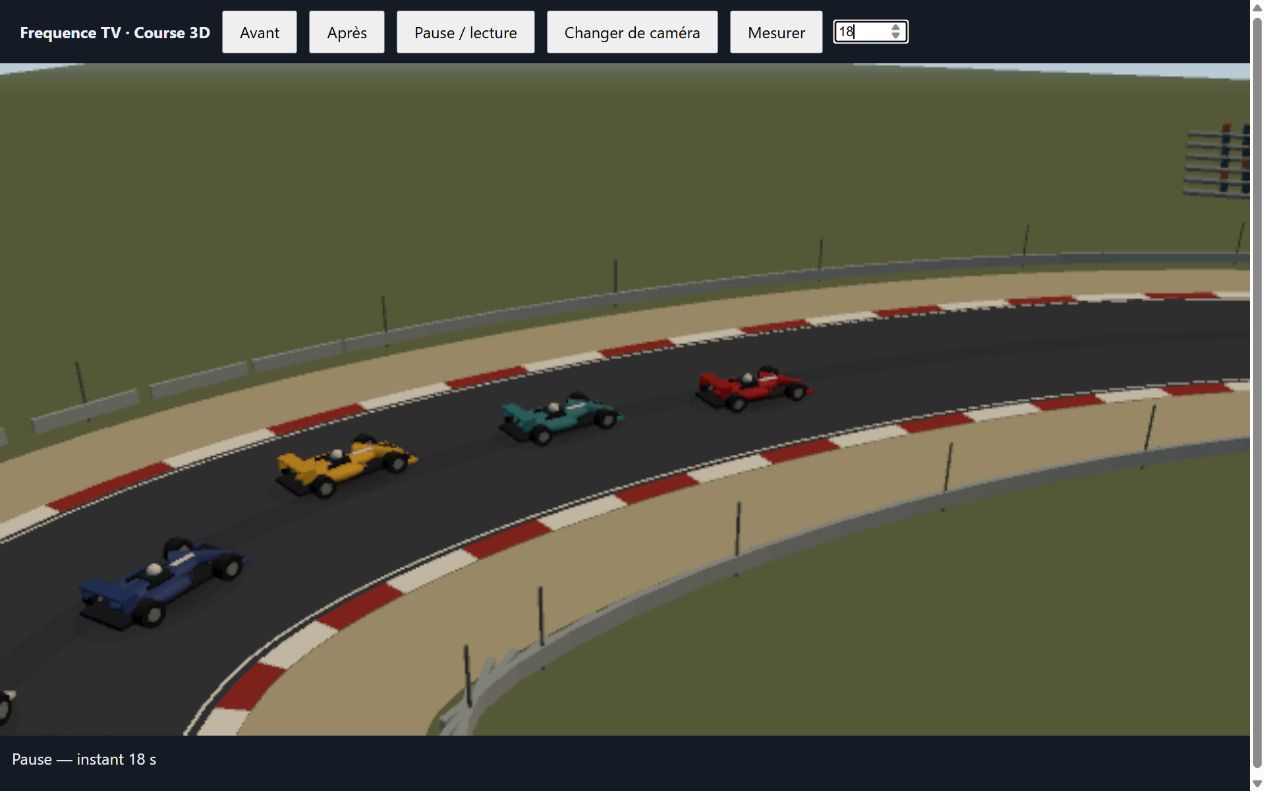 Frequence TV · Course 3D
Avant
Après
Pause / lecture
Changer de caméra
Mesurer
18
Pause — instant 18 s